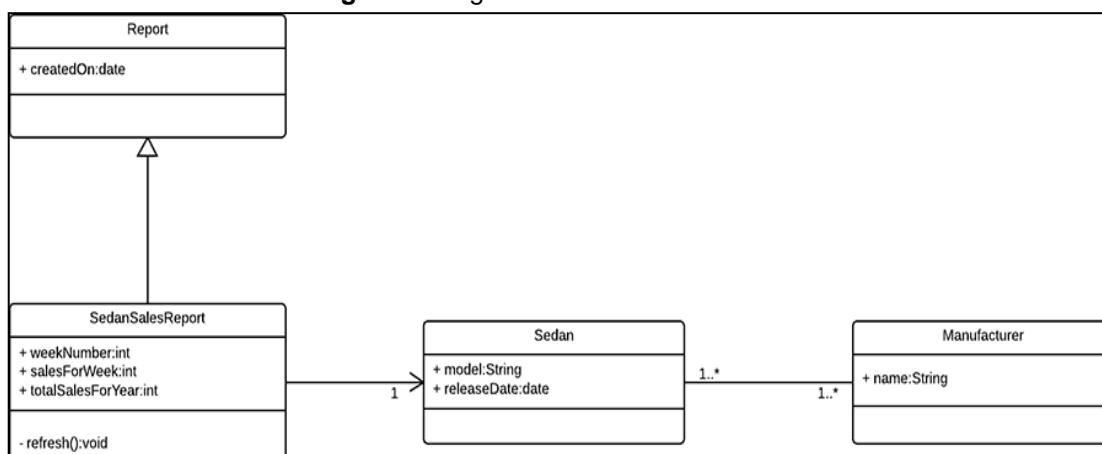 Report
+ createdOn:date
SedanSalesReport
+ weekNumber:int
+ salesForWeek:int
+ totalSalesForYear:int
- refresh():void
1
Sedan
+ model:String
+ releaseDate:date
1..*
1..*
Manufacturer
+ name:String